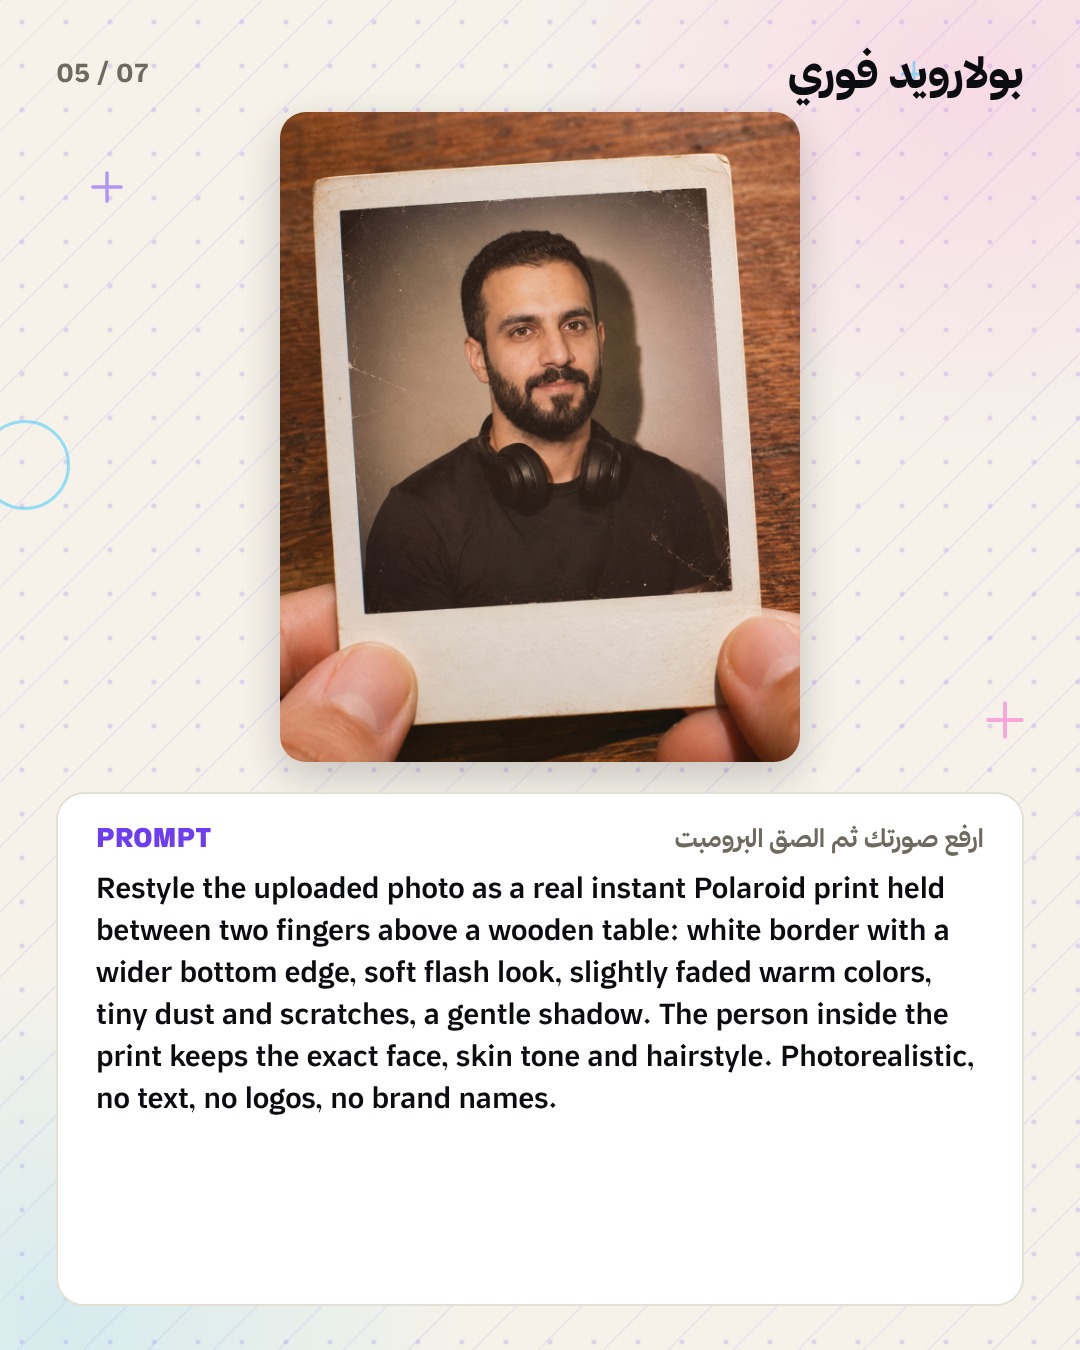 05 / 07
بولارويد فوري
PROMPT
ارفع صورتك ثم الصق البرومبت
Restyle the uploaded photo as a real instant Polaroid print held
between two fingers above a wooden table: white border with a
wider bottom edge, soft flash look, slightly faded warm colors,
tiny dust and scratches, a gentle shadow. The person inside the
print keeps the exact face, skin tone and hairstyle. Photorealistic,
no text, no logos, no brand names.